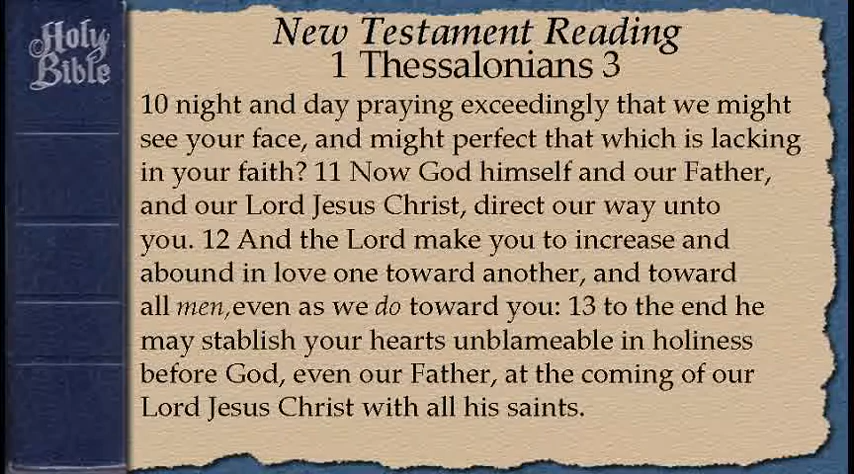 Holy
Bible
New Testament Reading
1 Thessalonians 3
10 night and day praying exceedingly that we might
see your face, and might perfect that which is lacking
in your faith? 11 Now God himself and our Father,
and our Lord Jesus Christ, direct our way unto
you. 12 And the Lord make you to increase and
abound in love one toward another, and toward
all men,even as we do toward you: 13 to the end he
may stablish your hearts unblameable in holiness
before God, even our Father, at the coming of our
Lord Jesus Christ with all his saints.